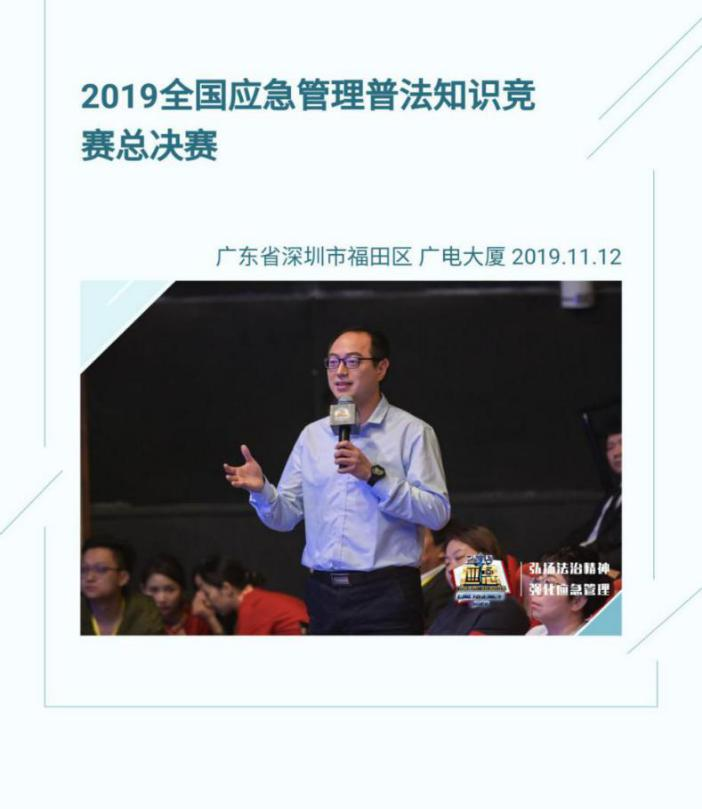 2019全国应急管理普法知识竞
赛总决赛
广东省深圳市福田区 广电大厦 2019.11.12
应急
弘扬法治精神
强化应急管理